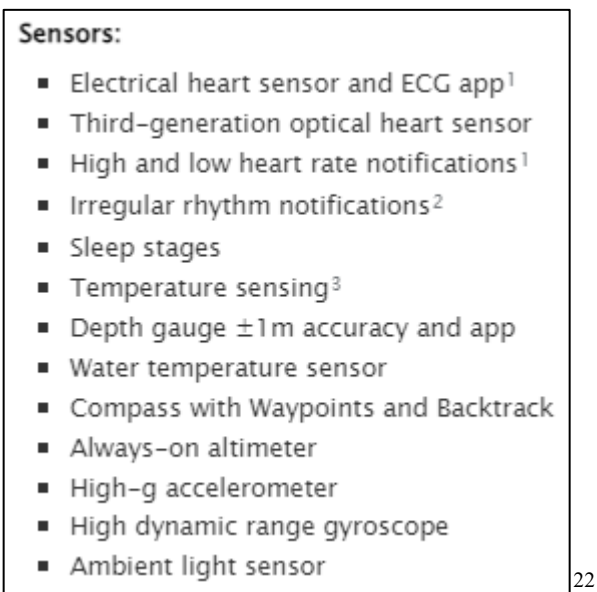 Sensors:
▪ Electrical heart sensor and ECG app¹
▪ Third-generation optical heart sensor
▪ High and low heart rate notifications¹
▪ Irregular rhythm notifications²
▪ Sleep stages
▪ Temperature sensing³
▪ Depth gauge ±1m accuracy and app
▪ Water temperature sensor
▪ Compass with Waypoints and Backtrack
▪ Always-on altimeter
▪ High-g accelerometer
▪ High dynamic range gyroscope
▪ Ambient light sensor
22